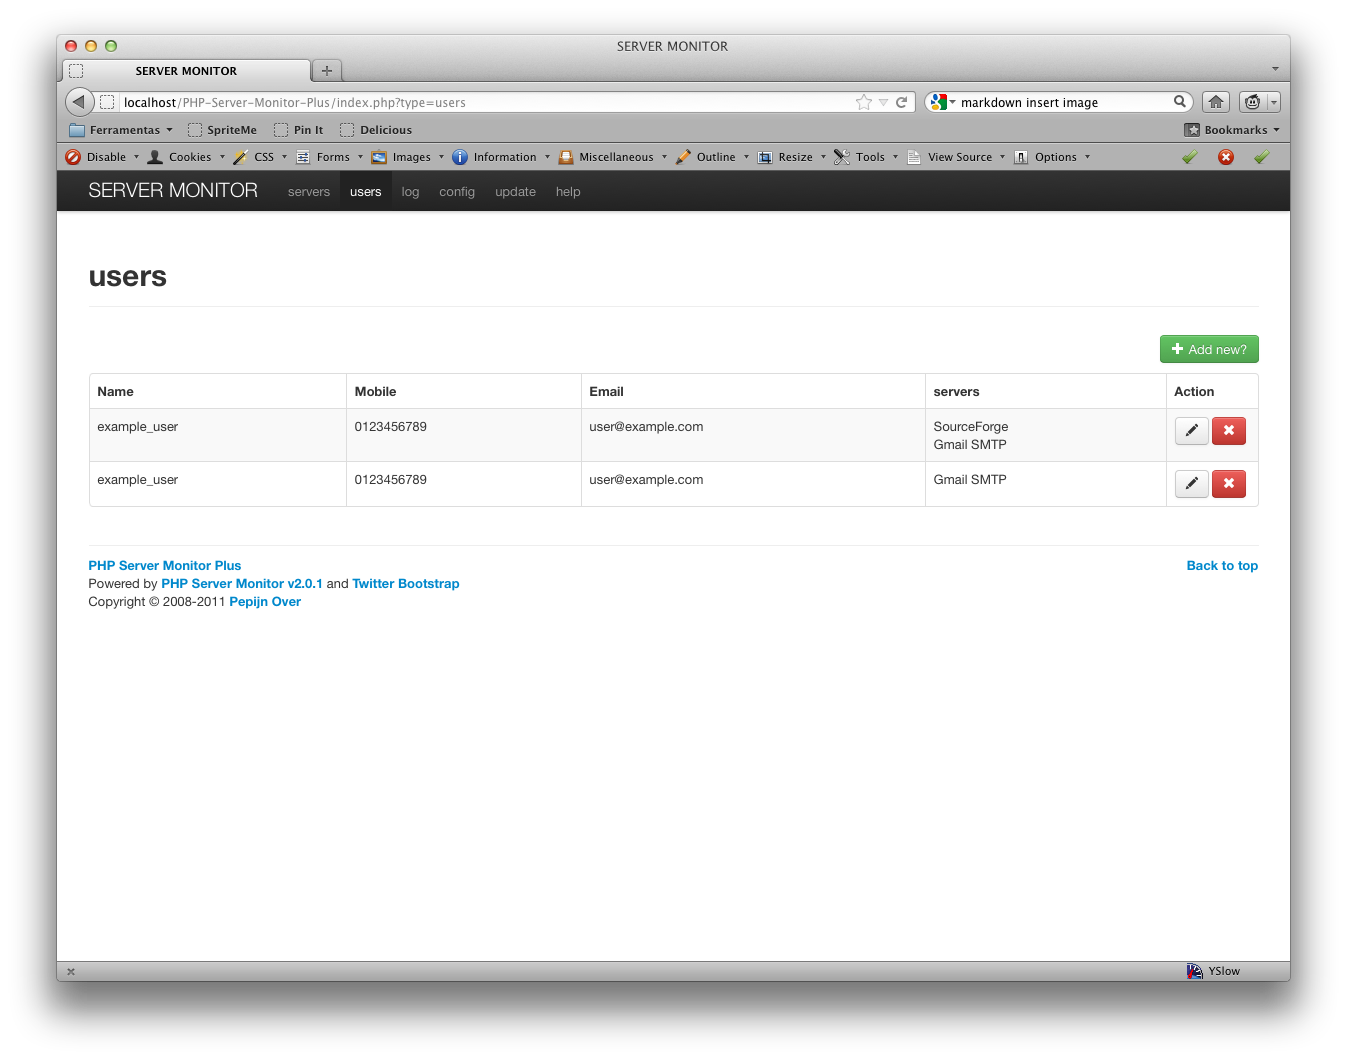 SERVER MONITOR
SERVER MONITOR
localhost/PHP-Server-Monitor-Plus/index.php?type=users
markdown insert image
Ferramentas SpriteMe Pin It Delicious Bookmarks
Disable Cookies CSS Forms Images Information Miscellaneous Outline Resize Tools View Source Options
SERVER MONITOR servers users log config update help
users
Add new?
Name Mobile Email servers Action
example_user 0123456789 user@example.com SourceForge
Gmail SMTP
example_user 0123456789 user@example.com Gmail SMTP
PHP Server Monitor Plus Back to top
Powered by PHP Server Monitor v2.0.1 and Twitter Bootstrap
Copyright © 2008-2011 Pepijn Over
YSlow